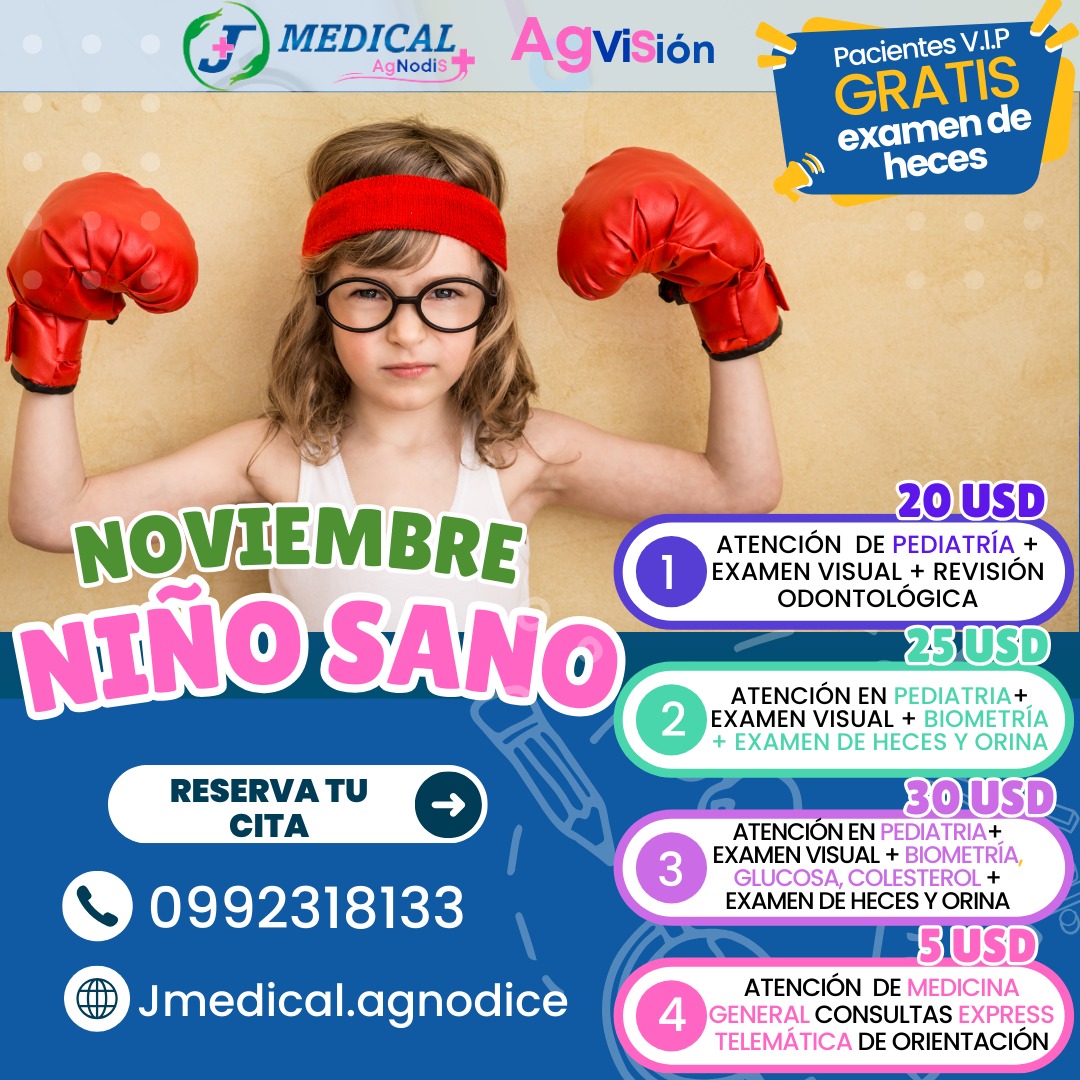 J MEDICAL
AgNodiS
AgViSión
Pacientes V.I.P
GRATIS
examen de
heces
NOVIEMBRE
NIÑO SANO
RESERVA TU
CITA
0992318133
Jmedical.agnodice
20 USD
1
ATENCIÓN DE PEDIATRÍA +
EXAMEN VISUAL + REVISIÓN
ODONTOLÓGICA
25 USD
2
ATENCIÓN EN PEDIATRIA+
EXAMEN VISUAL + BIOMETRÍA
+ EXAMEN DE HECES Y ORINA
30 USD
3
ATENCIÓN EN PEDIATRIA+
EXAMEN VISUAL + BIOMETRÍA,
GLUCOSA, COLESTEROL +
EXAMEN DE HECES Y ORINA
5 USD
4
ATENCIÓN DE MEDICINA
GENERAL CONSULTAS EXPRESS
TELEMÁTICA DE ORIENTACIÓN